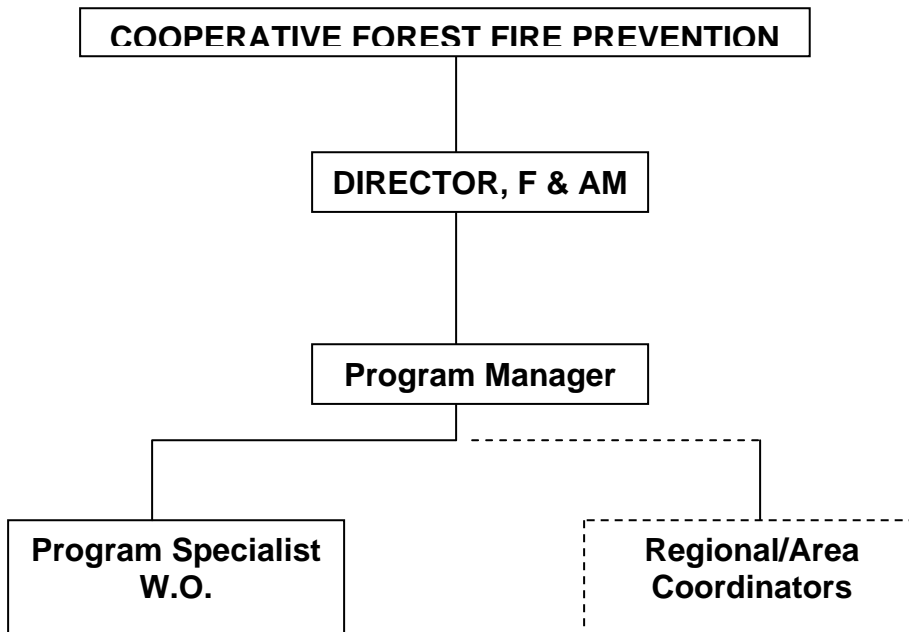 COOPERATIVE FOREST FIRE PREVENTION
DIRECTOR, F & AM
Program Manager
Program Specialist
W.O.
Regional/Area
Coordinators